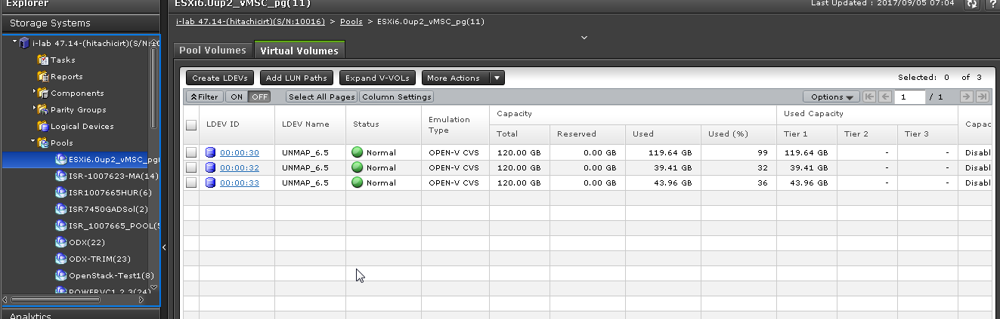 Explorer
Storage Systems
i-lab 47.14-(hitachicirt)(S/N:10
Tasks
Reports
Components
Parity Groups
Logical Devices
Pools
ESXi6.0up2_vMSC_pg(
ISR-1007623-MA(14)
ISR1007665HUR(6)
ISR7450GADSol(2)
ISR_1007665_POOL(5
ODX(22)
ODX-TRIM(23)
OpenStack-Test1(8)
POWERVC1.2.3(24)
Analytics
ESXi6.0up2_vMSC_pg(11)
Last Updated : 2017/09/05 07:04
i-lab 47.14-(hitachicirt)(S/N:10016) > Pools > ESXi6.0up2_vMSC_pg(11)
Pool Volumes Virtual Volumes
Create LDEVs Add LUN Paths Expand V-VOLs More Actions Selected: 0 of 3
Filter ON OFF Select All Pages Column Settings Options 1 / 1
LDEV ID LDEV Name Status Emulation Type Capacity Used Capacity Capac
Total Reserved Used Used (%) Tier 1 Tier 2 Tier 3
00:00:30 UNMAP_6.5 Normal OPEN-V CVS 120.00 GB 0.00 GB 119.64 GB 99 119.64 GB - - Disabl
00:00:32 UNMAP_6.5 Normal OPEN-V CVS 120.00 GB 0.00 GB 39.41 GB 32 39.41 GB - - Disabl
00:00:33 UNMAP_6.5 Normal OPEN-V CVS 120.00 GB 0.00 GB 43.96 GB 36 43.96 GB - - Disabl